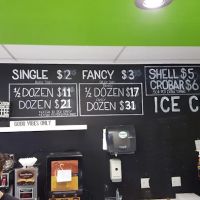 SINGLE $2
FANCY $3
SHELL $5
CROBAR $6
½ DOZEN $11
DOZEN $21
½ DOZEN $17
DOZEN $31
ICE C
GOOD VIBES ONLY